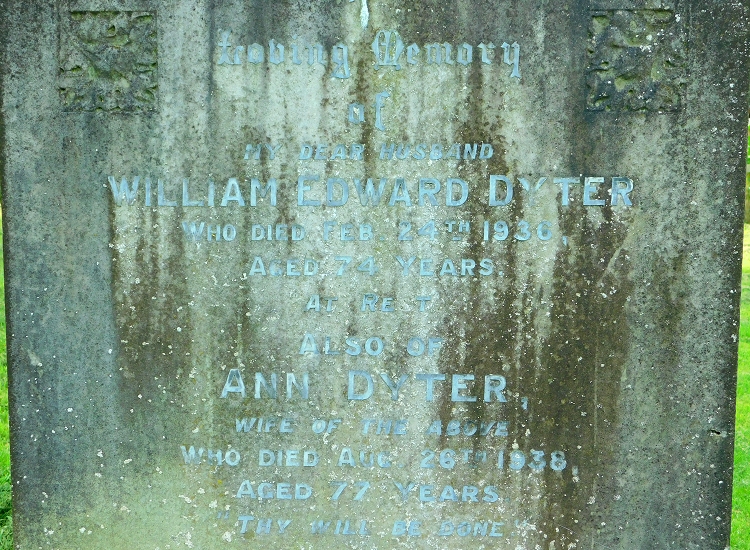 Loving Memory
of
MY DEAR HUSBAND
WILLIAM EDWARD DYTER
WHO DIED FEB. 24TH 1936,
AGED 74 YEARS
AT REST
ALSO OF
ANN DYTER,
WIFE OF THE ABOVE
WHO DIED AUG. 26TH 1938,
AGED 77 YEARS
"THY WILL BE DONE"